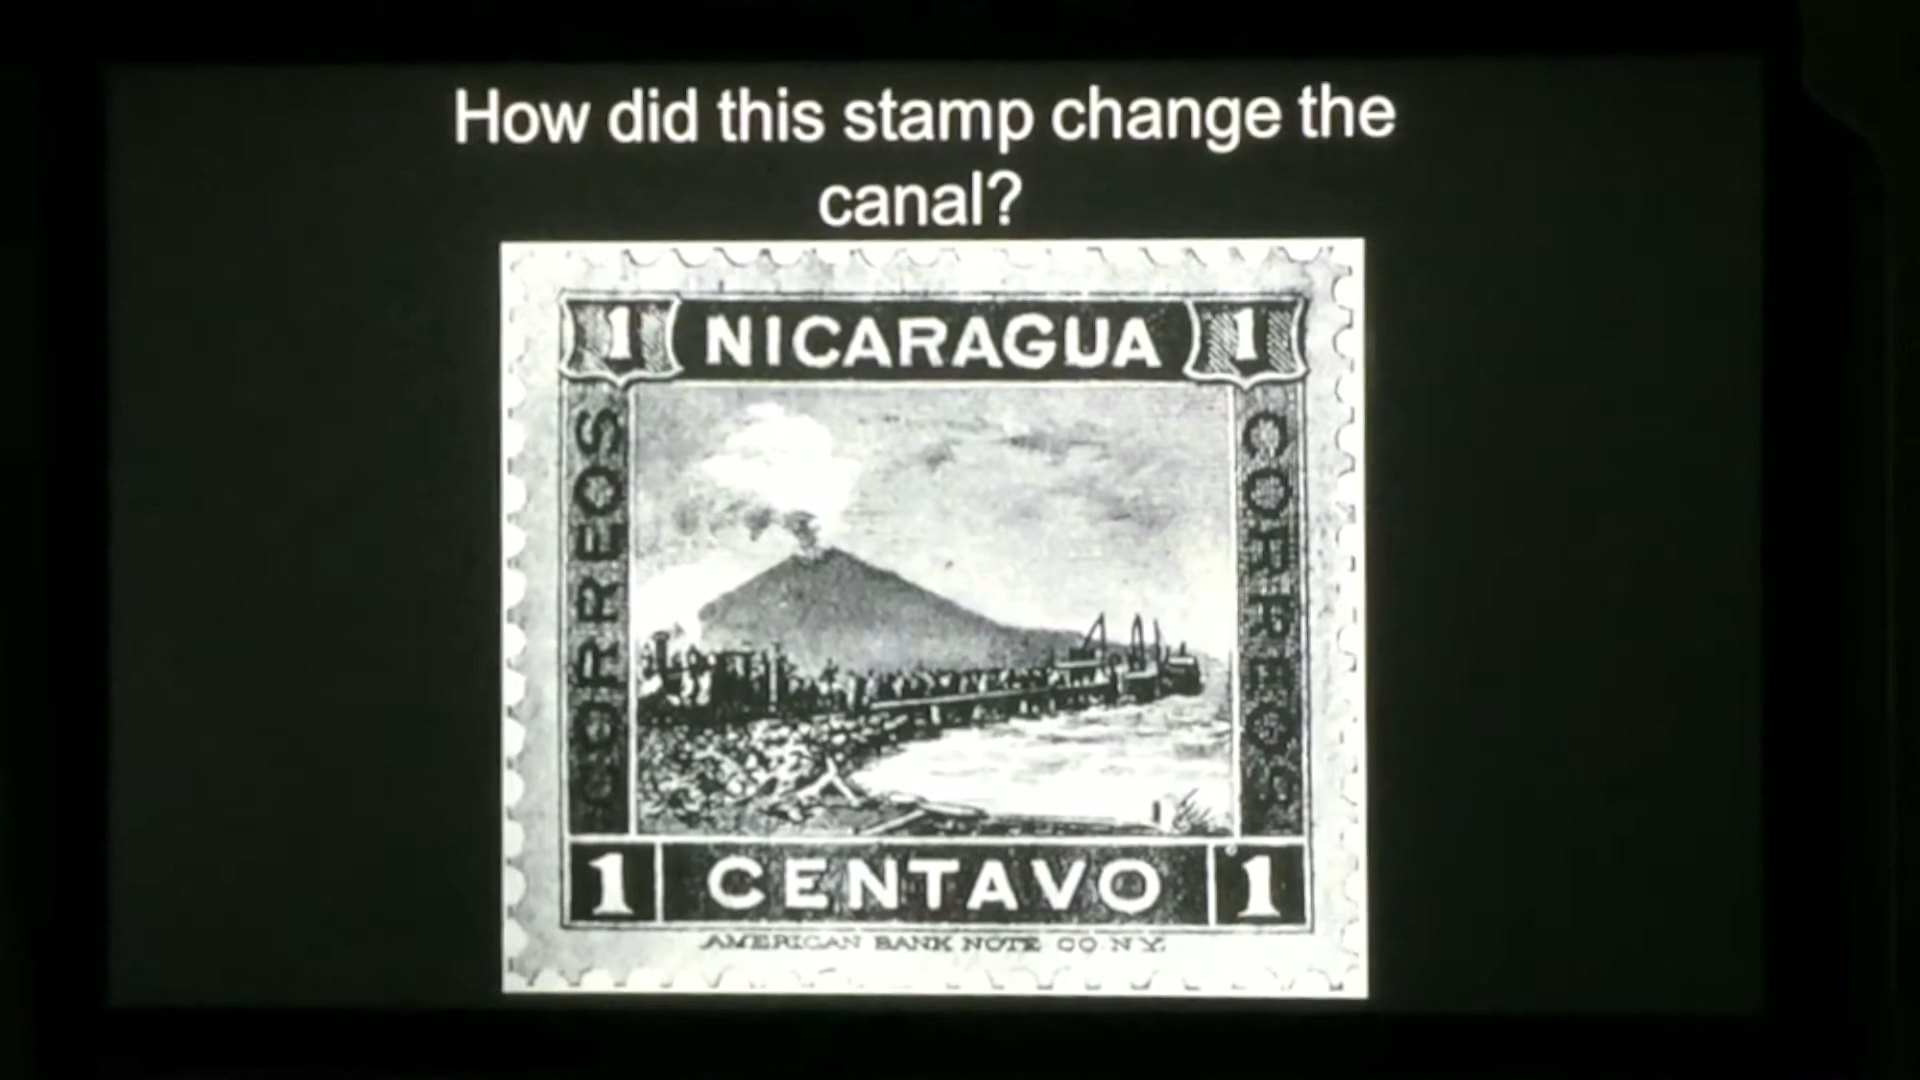 How did this stamp change the
canal?
1 NICARAGUA 1
CORREOS
CORREOS
1 CENTAVO 1
AMERICAN BANK NOTE CO. N.Y.